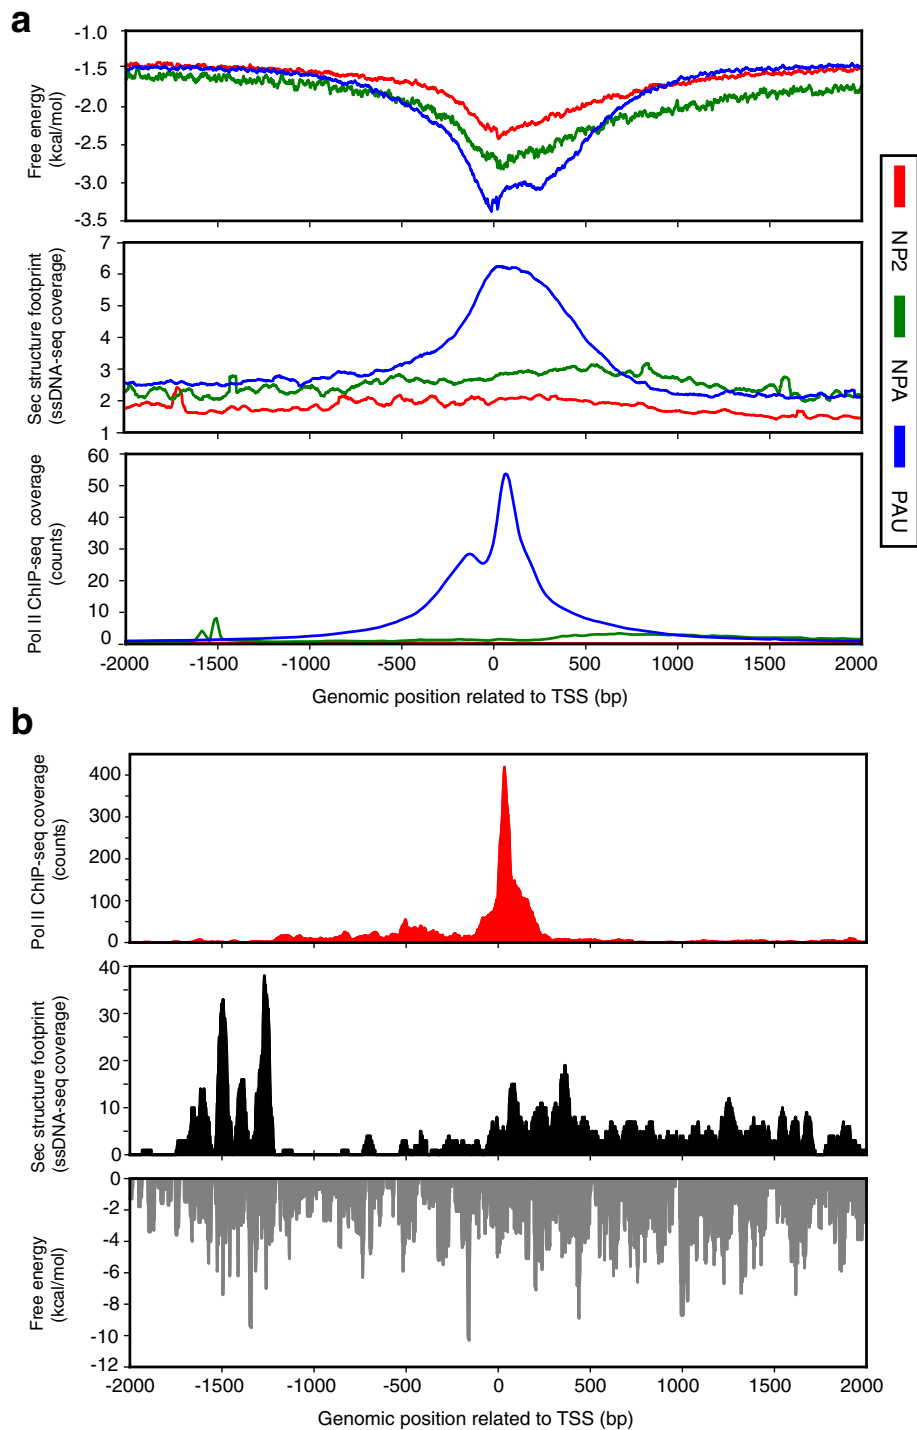 a
Free energy
(kcal/mol)
-1.0
-1.5
-2.0
-2.5
-3.0
-3.5
Sec structure footprint
(ssDNA-seq coverage)
7
6
5
4
3
2
1
Pol II ChIP-seq coverage
(counts)
60
50
40
30
20
10
0
-2000 -1500 -1000 -500 0 500 1000 1500 2000
Genomic position related to TSS (bp)
NP2 NPA PAU
b
Pol II ChIP-seq coverage
(counts)
400
300
200
100
0
Sec structure footprint
(ssDNA-seq coverage)
40
30
20
10
0
Free energy
(kcal/mol)
0
-2
-4
-6
-8
-10
-12
-2000 -1500 -1000 -500 0 500 1000 1500 2000
Genomic position related to TSS (bp)